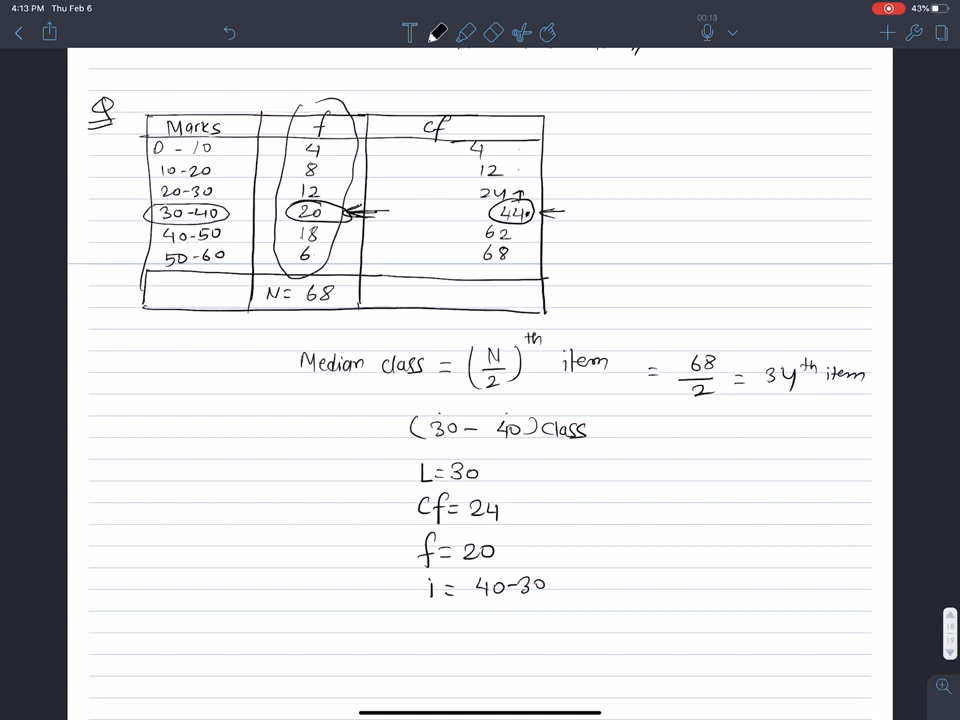 4:13 PM Thu Feb 6
00:13
43%
Q
Marks f cf
0 - 10 4 4
10-20 8 12
20-30 12 24
30-40 20 44
40-50 18 62
50-60 6 68
N= 68
Median class = (N/2)th item = 68/2 = 34th item
(30 - 40) class
L=30
Cf= 24
f= 20
i = 40-30
18
19